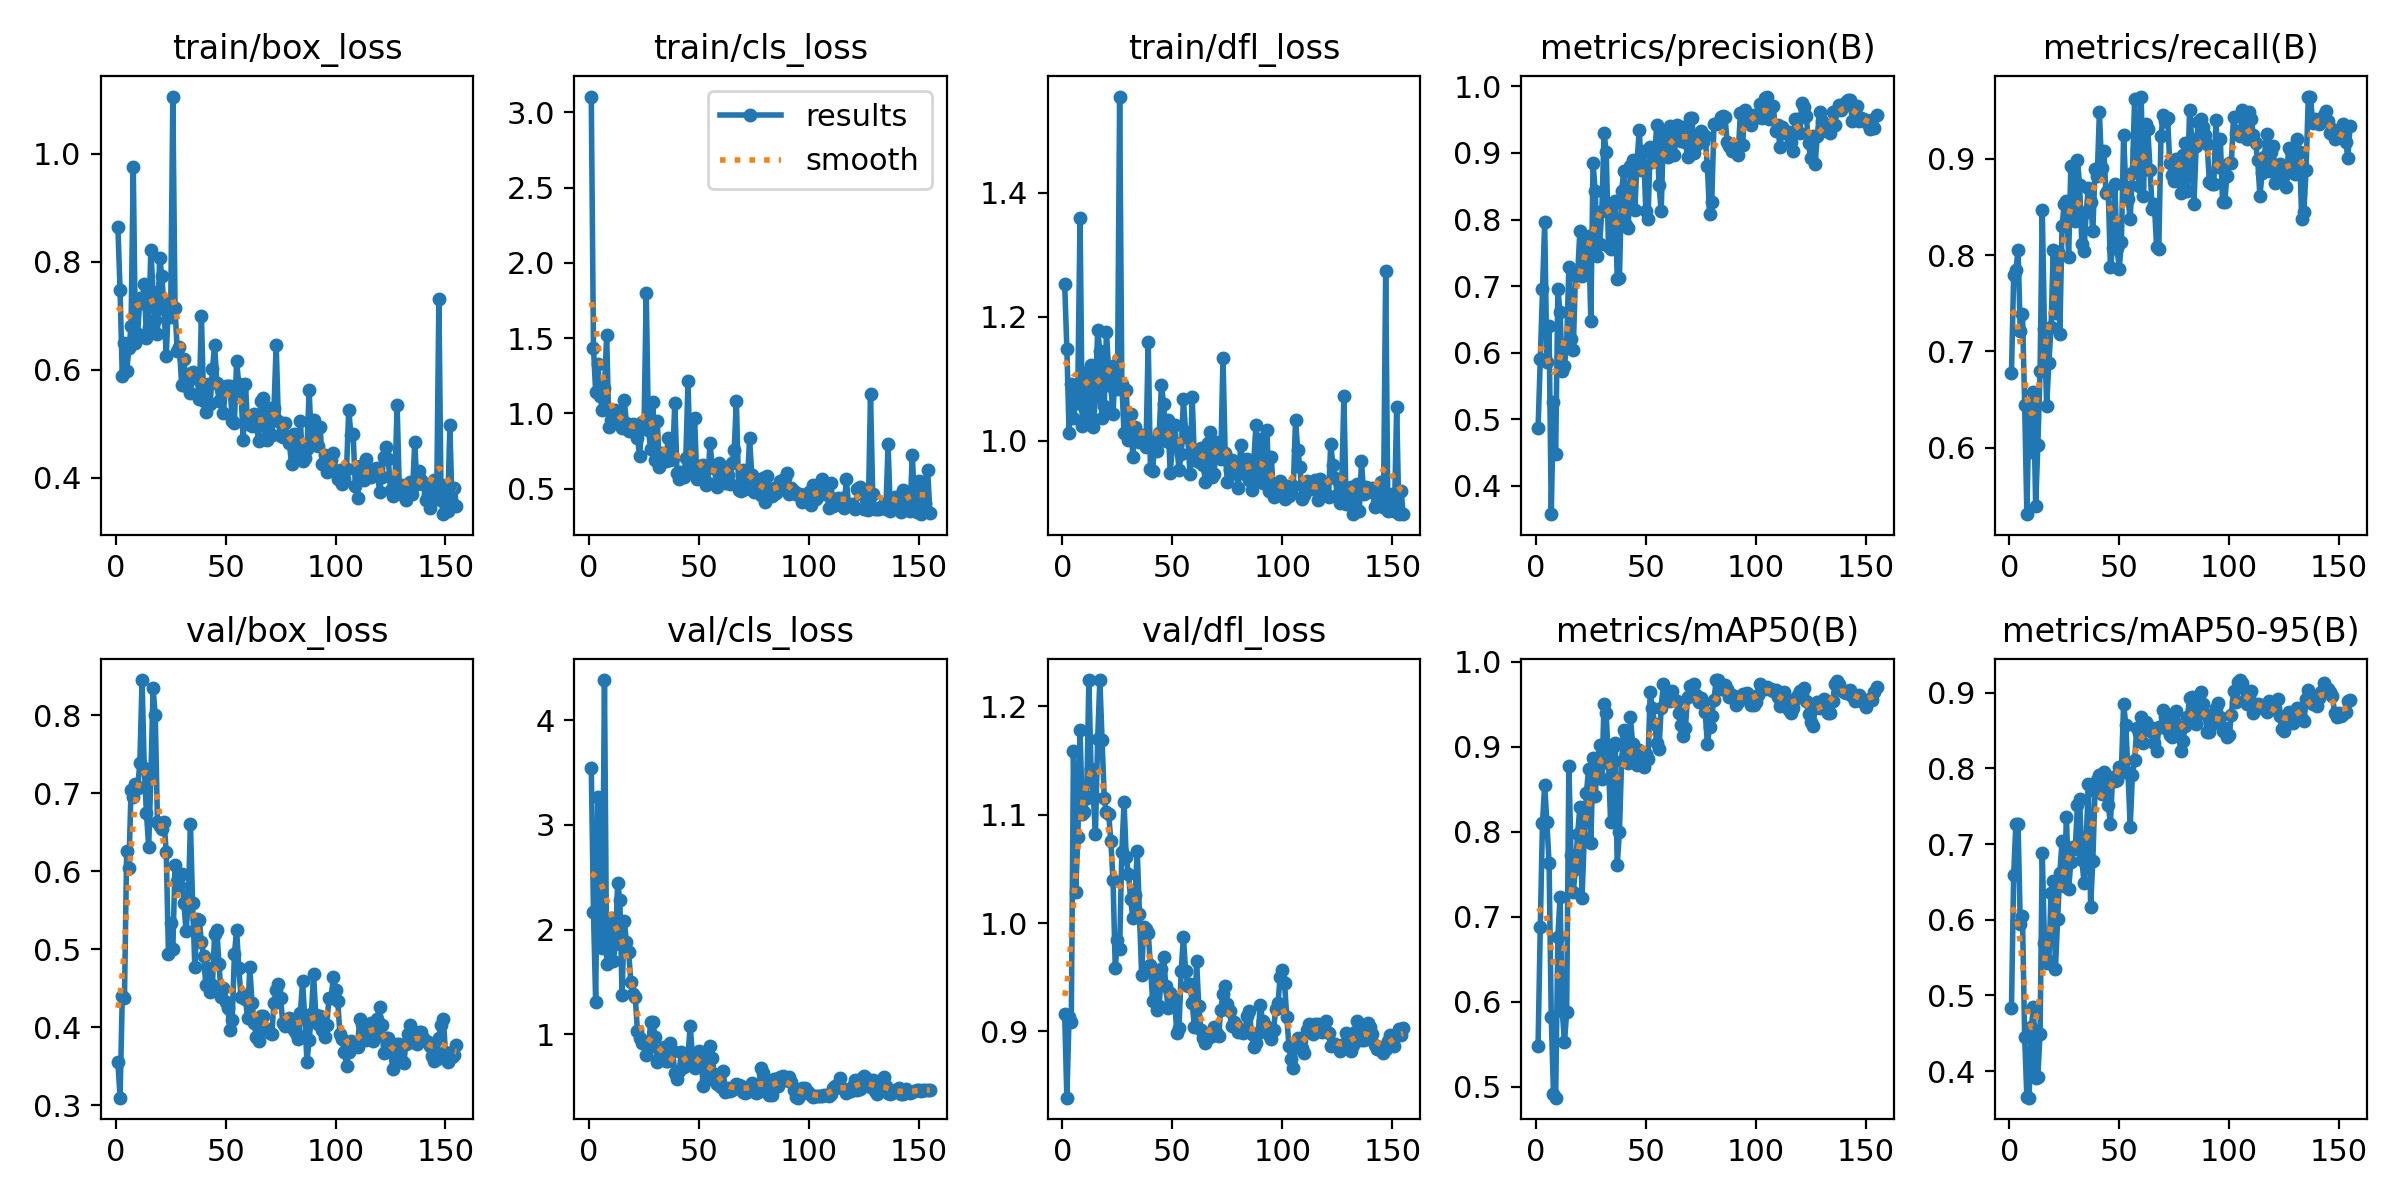 train/box_loss
1.0
0.8
0.6
0.4
0 50 100 150
train/cls_loss
results
smooth
3.0
2.5
2.0
1.5
1.0
0.5
0 50 100 150
train/dfl_loss
1.4
1.2
1.0
0 50 100 150
metrics/precision(B)
1.0
0.9
0.8
0.7
0.6
0.5
0.4
0 50 100 150
metrics/recall(B)
0.9
0.8
0.7
0.6
0 50 100 150
val/box_loss
0.8
0.7
0.6
0.5
0.4
0.3
0 50 100 150
val/cls_loss
4
3
2
1
0 50 100 150
val/dfl_loss
1.2
1.1
1.0
0.9
0 50 100 150
metrics/mAP50(B)
1.0
0.9
0.8
0.7
0.6
0.5
0 50 100 150
metrics/mAP50-95(B)
0.9
0.8
0.7
0.6
0.5
0.4
0 50 100 150